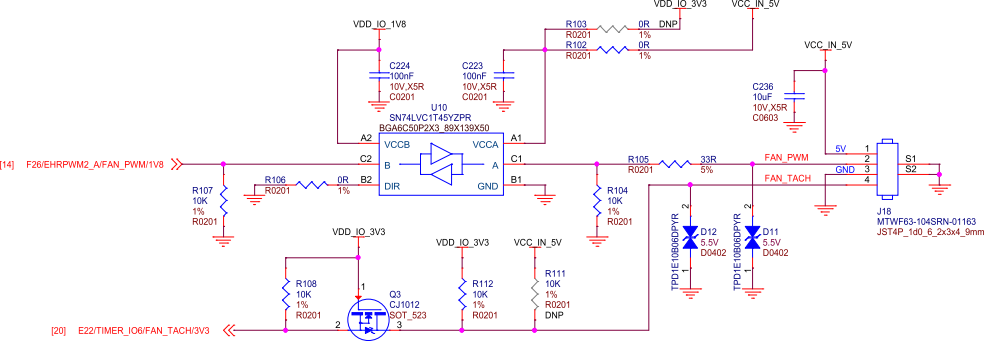 VDD_IO_3V3
VCC_IN_5V
VDD_IO_1V8
R103
0R
DNP
R0201
1%
R102
0R
R0201
1%
VCC_IN_5V
C224
100nF
10V,X5R
C0201
C223
100nF
10V,X5R
C0201
C236
10uF
10V,X5R
C0603
U10
SN74LVC1T45YZPR
BGA6C50P2X3_89X139X50
A2
VCCB
VCCA
A1
C2
B
A
C1
B2
DIR
GND
B1
[14]
F26/EHRPWM2_A/FAN_PWM/1V8
R107
10K
1%
R0201
R106
0R
R0201
1%
R105
33R
R0201
5%
R104
10K
1%
R0201
FAN_PWM
FAN_TACH
5V
GND
1
2
3
4
S1
S2
J18
MTWF63-104SRN-01163
JST4P_1d0_6_2x3x4_9mm
2
D12
5.5V
D0402
TPD1E10B06DPYR
1
2
D11
5.5V
D0402
TPD1E10B06DPYR
1
VDD_IO_3V3
VDD_IO_3V3
VCC_IN_5V
R108
10K
1%
R0201
1
Q3
CJ1012
SOT_523
2
3
R112
10K
1%
R0201
R111
10K
1%
R0201
DNP
[20]
E22/TIMER_IO6/FAN_TACH/3V3